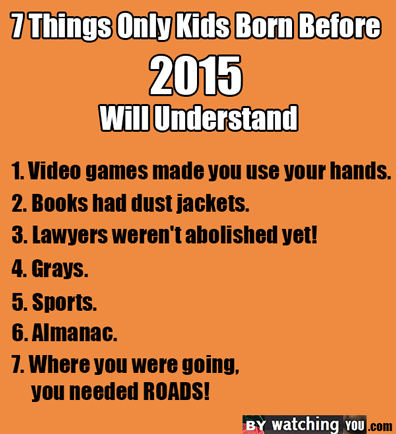 7 Things Only Kids Born Before
2015
Will Understand
1. Video games made you use your hands.
2. Books had dust jackets.
3. Lawyers weren't abolished yet!
4. Grays.
5. Sports.
6. Almanac.
7. Where you were going,
you needed ROADS!
BY watching YOU.com